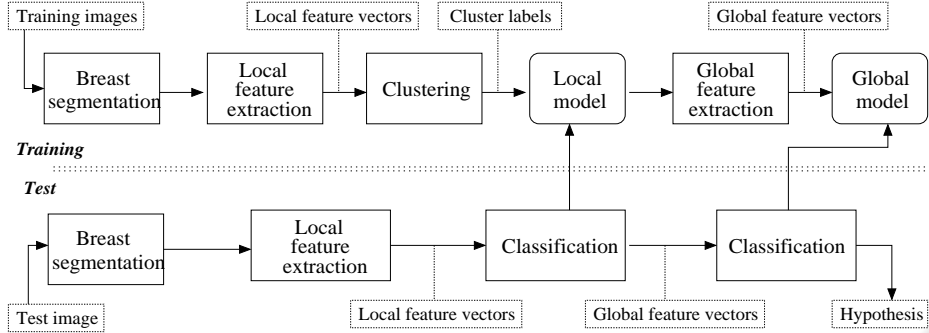 Training images
Local feature vectors
Cluster labels
Global feature vectors
Breast
segmentation
Local
feature
extraction
Clustering
Local
model
Global
feature
extraction
Global
model
Training
Test
Breast
segmentation
Local
feature
extraction
Classification
Classification
Test image
Local feature vectors
Global feature vectors
Hypothesis